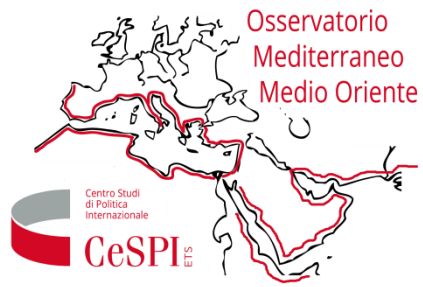 Osservatorio
Mediterraneo
Medio Oriente
Centro Studi
di Politica
Internazionale
CeSPI ETS